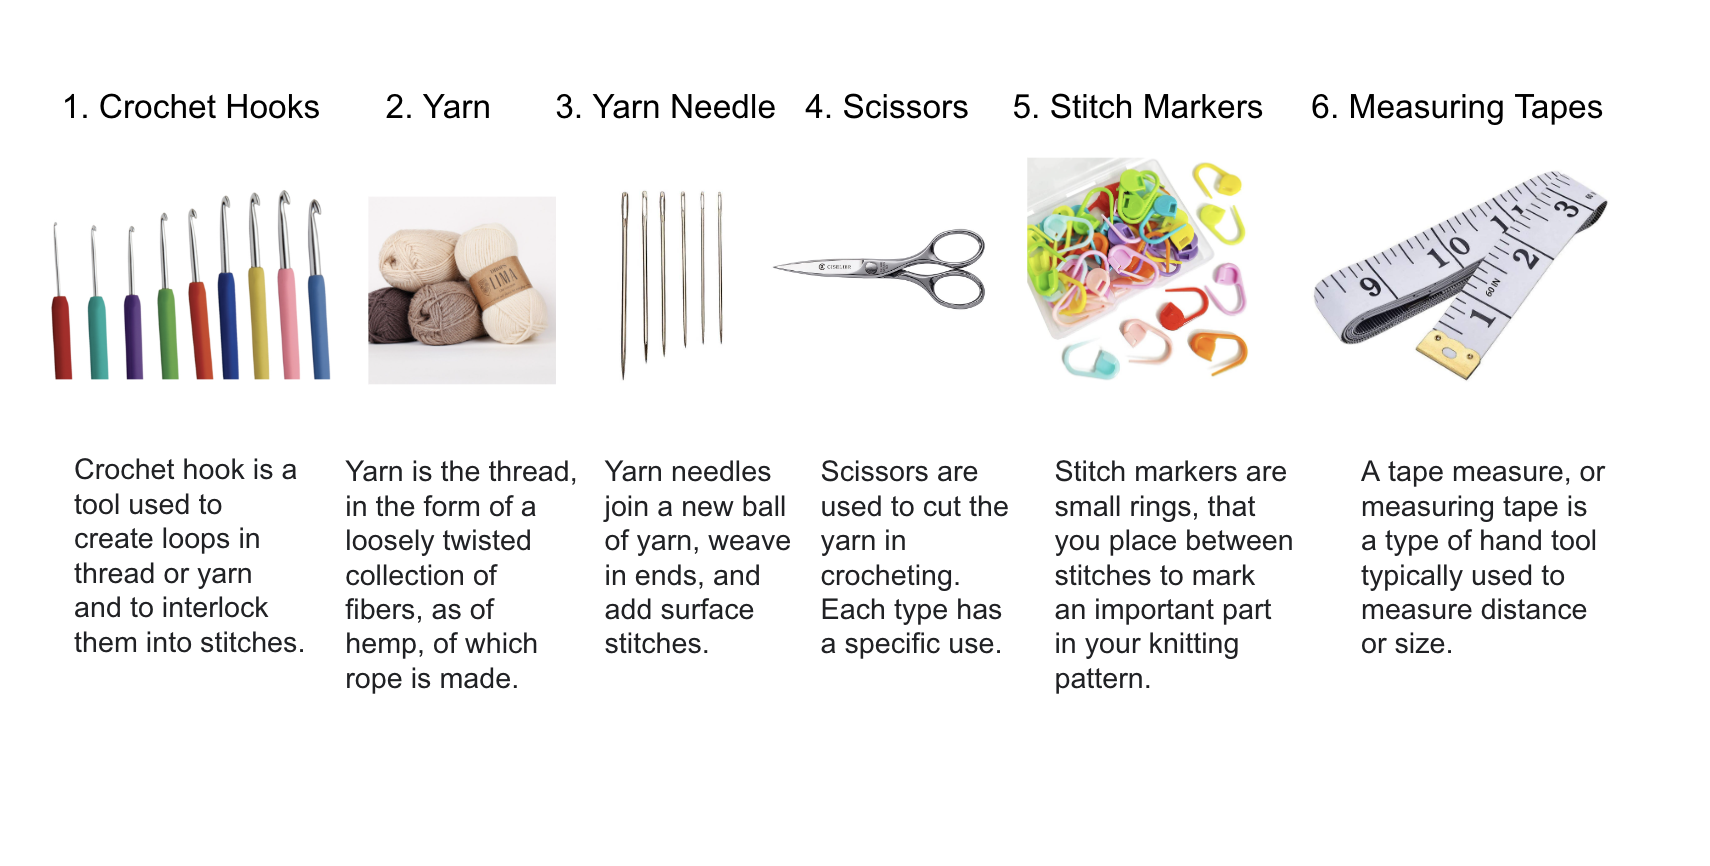 1. Crochet Hooks
2. Yarn
3. Yarn Needle
4. Scissors
5. Stitch Markers
6. Measuring Tapes
LIMA
9
10
1
2
3
1
60 IN
Crochet hook is a
tool used to
create loops in
thread or yarn
and to interlock
them into stitches.
Yarn is the thread,
in the form of a
loosely twisted
collection of
fibers, as of
hemp, of which
rope is made.
Yarn needles
join a new ball
of yarn, weave
in ends, and
add surface
stitches.
Scissors are
used to cut the
yarn in
crocheting.
Each type has
a specific use.
Stitch markers are
small rings, that
you place between
stitches to mark
an important part
in your knitting
pattern.
A tape measure, or
measuring tape is
a type of hand tool
typically used to
measure distance
or size.